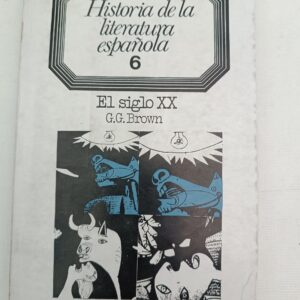 Historia de la
literatura
española
6
El siglo XX
G.G. Brown